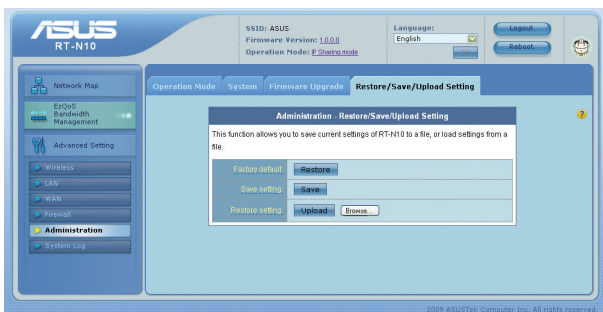 ASUS
RT-N10
SSID: ASUS
Firmware Version: 1.0.0.0
Operation Mode: IP Sharing mode
Language:
English
Logout
Reboot
Network Map
EzQoS
Bandwidth
Management
Advanced Setting
Wireless
LAN
WAN
Firewall
Administration
System Log
Operation Mode System Firmware Upgrade Restore/Save/Upload Setting
Administration - Restore/Save/Upload Setting
This function allows you to save current settings of RT-N10 to a file, or load settings from a
file.
Factory default: Restore
Save setting: Save
Restore setting: Upload Browse...
2009 ASUSTek Computer Inc. All rights reserved.